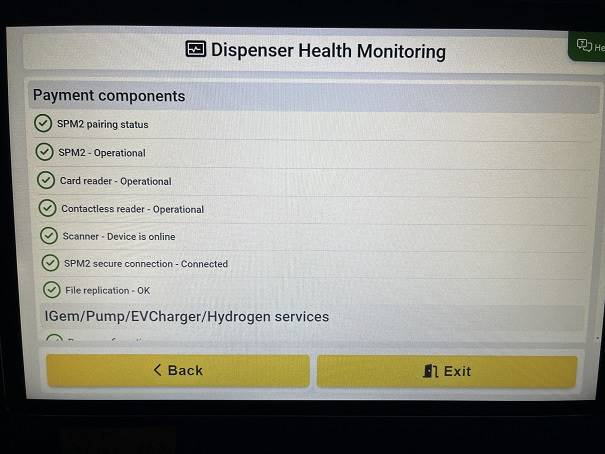 Dispenser Health Monitoring
He
Payment components
SPM2 pairing status
SPM2 - Operational
Card reader - Operational
Contactless reader - Operational
Scanner - Device is online
SPM2 secure connection - Connected
File replication - OK
IGem/Pump/EVCharger/Hydrogen services
< Back
Exit